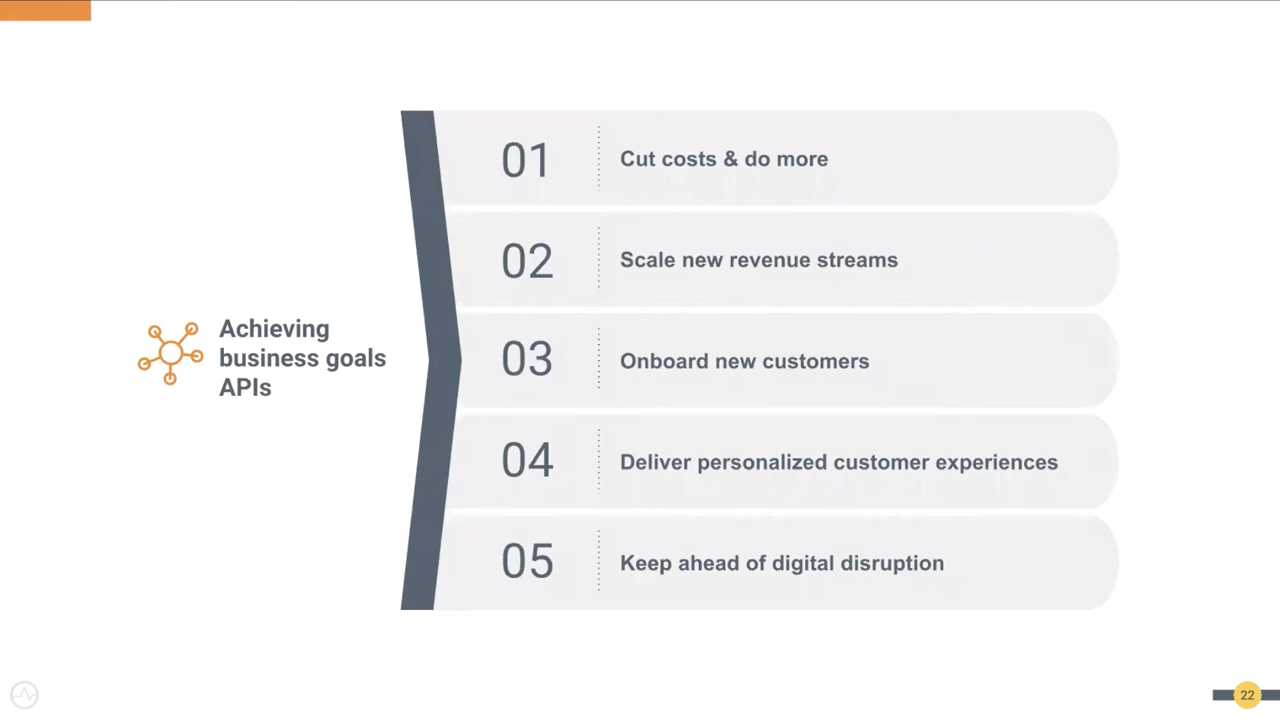 Achieving
business goals
APIs
01
Cut costs & do more
02
Scale new revenue streams
03
Onboard new customers
04
Deliver personalized customer experiences
05
Keep ahead of digital disruption
22